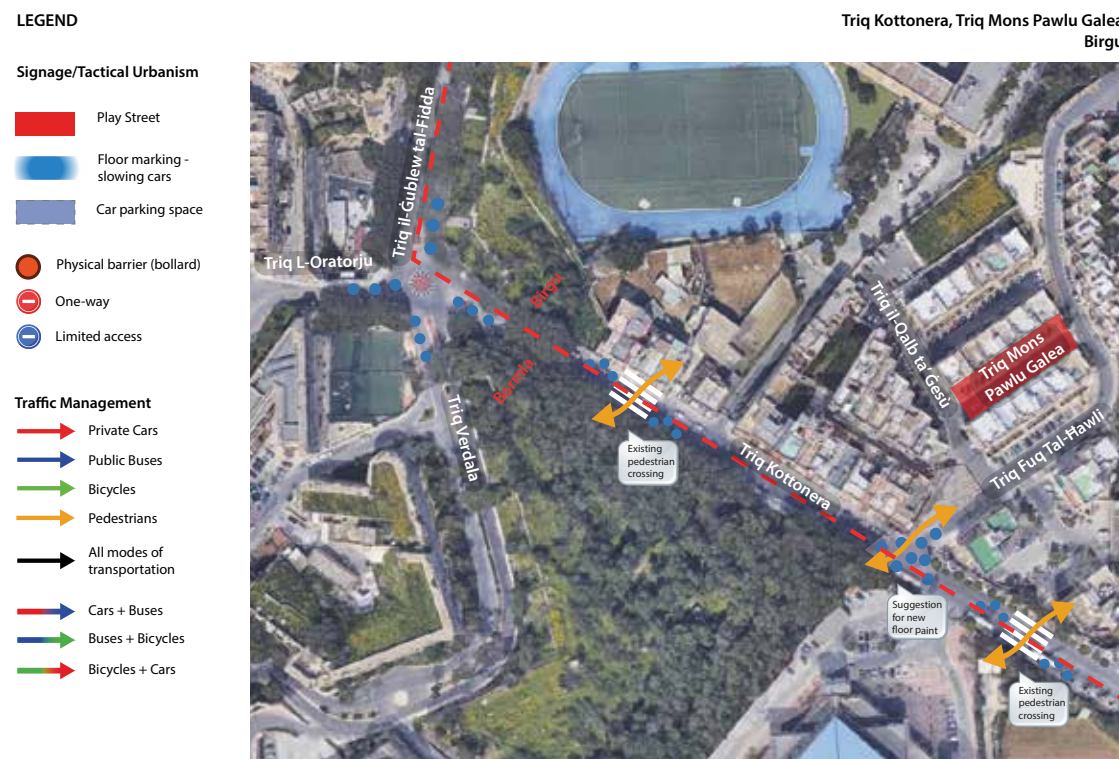 LEGEND
Triq Kottonera, Triq Mons Pawlu Galea
Birgu
Signage/Tactical Urbanism
Play Street
Floor marking -
slowing cars
Car parking space
Physical barrier (bollard)
One-way
Limited access
Traffic Management
Private Cars
Public Buses
Bicycles
Pedestrians
All modes of
transportation
Cars + Buses
Buses + Bicycles
Bicycles + Cars
Triq il-Ġublew tal-Fidda
Triq L-Oratorju
Birgu
Bormla
Triq Verdala
Existing
pedestrian
crossing
Triq Kottonera
Triq il-Qalb ta' Ġesù
Triq Mons
Pawlu Galea
Triq Fuq Tal-Ħawli
Suggestion
for new
floor paint
Existing
pedestrian
crossing